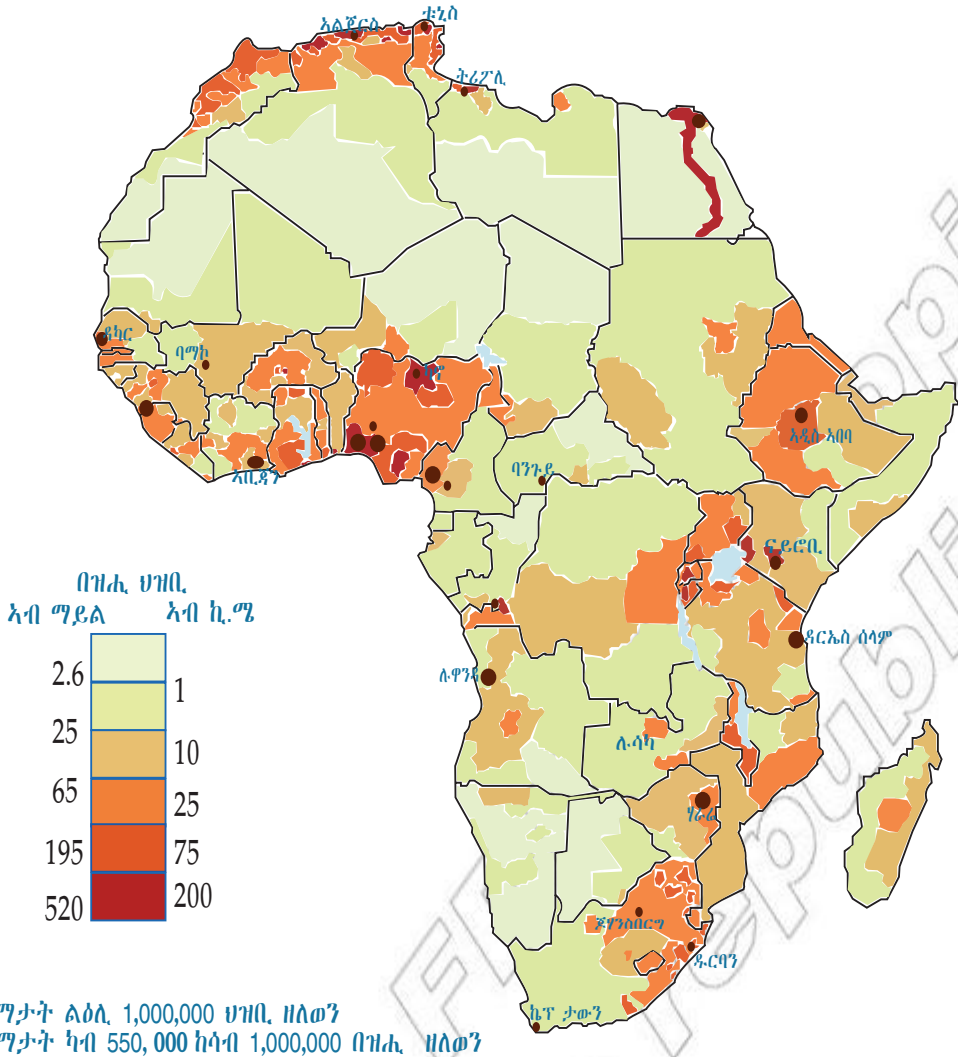 ቱኒስ
ኣልጀርስ
ትሪፖሊ
ዳካር
ባማኮ
ካኖ
ኣዲስ ኣበባ
ኣቢጃን
ባንጉይ
ናይሮቢ
ዳርኤስ ሰላም
ሉዋንዳ
ሉሳካ
ሃራሬ
ጆሃንስበርግ
ዱርባን
ኬፕ ታውን
በዝሒ ህዝቢ
ኣብ ማይል ኣብ ኪ.ሜ
2.6
1
25
10
65
25
195
75
520
200
ማታት ልዕሊ 1,000,000 ህዝቢ ዘለወን
ማታት ካብ 550,000 ክሳብ 1,000,000 በዝሒ ዘለወን